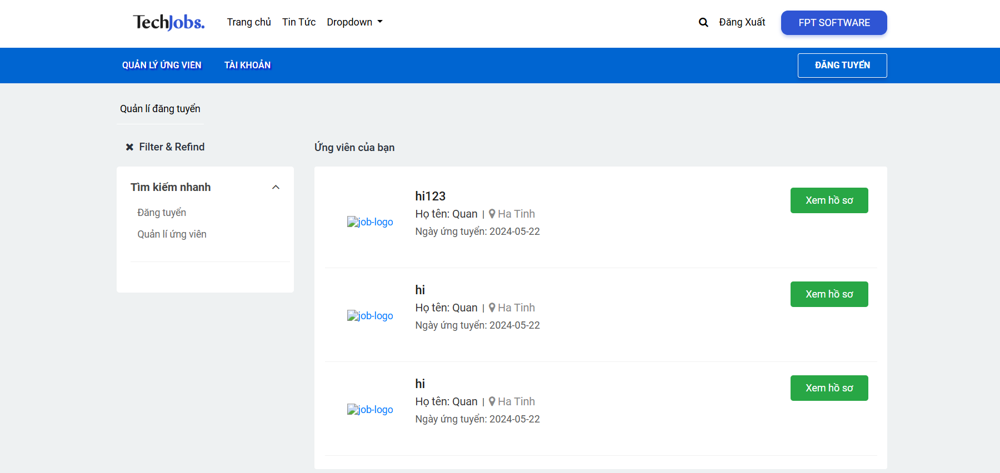 TechJobs. Trang chủ Tin Tức Dropdown Đăng Xuất FPT SOFTWARE
QUẢN LÝ ỨNG VIÊN TÀI KHOẢN ĐĂNG TUYỂN
Quản lí đăng tuyển
Filter & Refind
Tìm kiếm nhanh
Đăng tuyển
Quản lí ứng viên
Ứng viên của bạn
job-logo
hi123
Họ tên: Quan | Ha Tinh
Ngày ứng tuyển: 2024-05-22
Xem hồ sơ
job-logo
hi
Họ tên: Quan | Ha Tinh
Ngày ứng tuyển: 2024-05-22
Xem hồ sơ
job-logo
hi
Họ tên: Quan | Ha Tinh
Ngày ứng tuyển: 2024-05-22
Xem hồ sơ